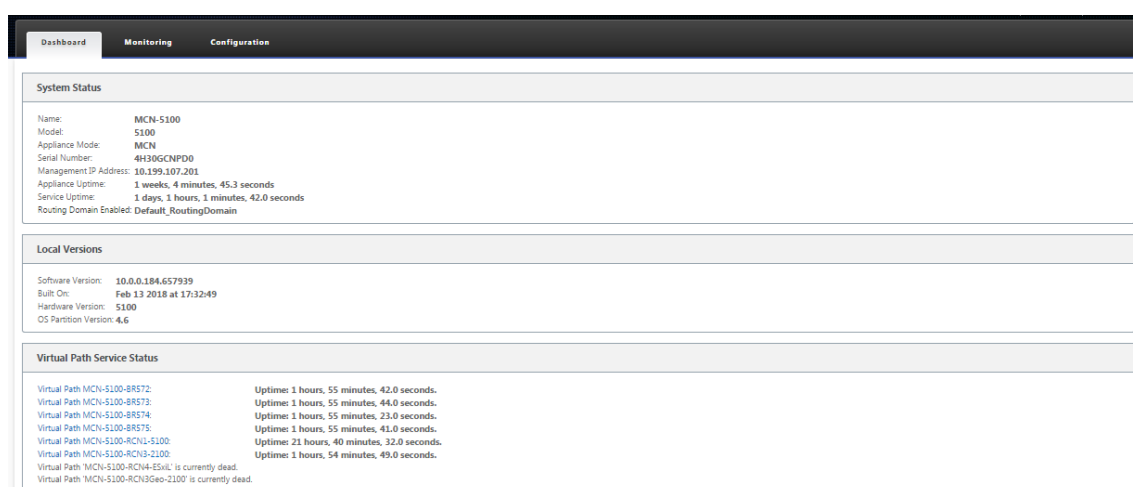 Dashboard Monitoring Configuration
System Status
Name: MCN-5100
Model: 5100
Appliance Mode: MCN
Serial Number: 4H30GCNPD0
Management IP Address: 10.199.107.201
Appliance Uptime: 1 weeks, 4 minutes, 45.3 seconds
Service Uptime: 1 days, 1 hours, 1 minutes, 42.0 seconds
Routing Domain Enabled: Default_RoutingDomain
Local Versions
Software Version: 10.0.0.184.657939
Built On: Feb 13 2018 at 17:32:49
Hardware Version: 5100
OS Partition Version: 4.6
Virtual Path Service Status
Virtual Path MCN-5100-BR572: Uptime: 1 hours, 55 minutes, 42.0 seconds.
Virtual Path MCN-5100-BR573: Uptime: 1 hours, 55 minutes, 44.0 seconds.
Virtual Path MCN-5100-BR574: Uptime: 1 hours, 55 minutes, 23.0 seconds.
Virtual Path MCN-5100-BR575: Uptime: 1 hours, 55 minutes, 41.0 seconds.
Virtual Path MCN-5100-RCN1-5100: Uptime: 21 hours, 40 minutes, 32.0 seconds.
Virtual Path MCN-5100-RCN3-2100: Uptime: 1 hours, 54 minutes, 49.0 seconds.
Virtual Path 'MCN-5100-RCN4-ESxiL' is currently dead.
Virtual Path 'MCN-5100-RCN3Geo-2100' is currently dead.